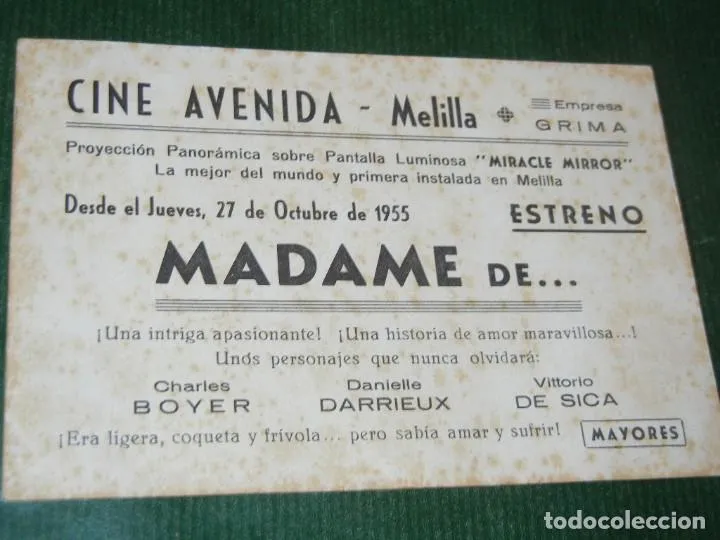 CINE AVENIDA - Melilla
Empresa
GRIMA
Proyección Panorámica sobre Pantalla Luminosa "MIRACLE MIRROR"
La mejor del mundo y primera instalada en Melilla
Desde el Jueves, 27 de Octubre de 1955 ESTRENO
MADAME DE...
¡Una intriga apasionante! ¡Una historia de amor maravillosa...!
Unos personajes que nunca olvidará:
Charles Danielle Vittorio
BOYER DARRIEUX DE SICA
¡Era ligera, coqueta y frívola... pero sabía amar y sufrir! MAYORES
todocoleccion